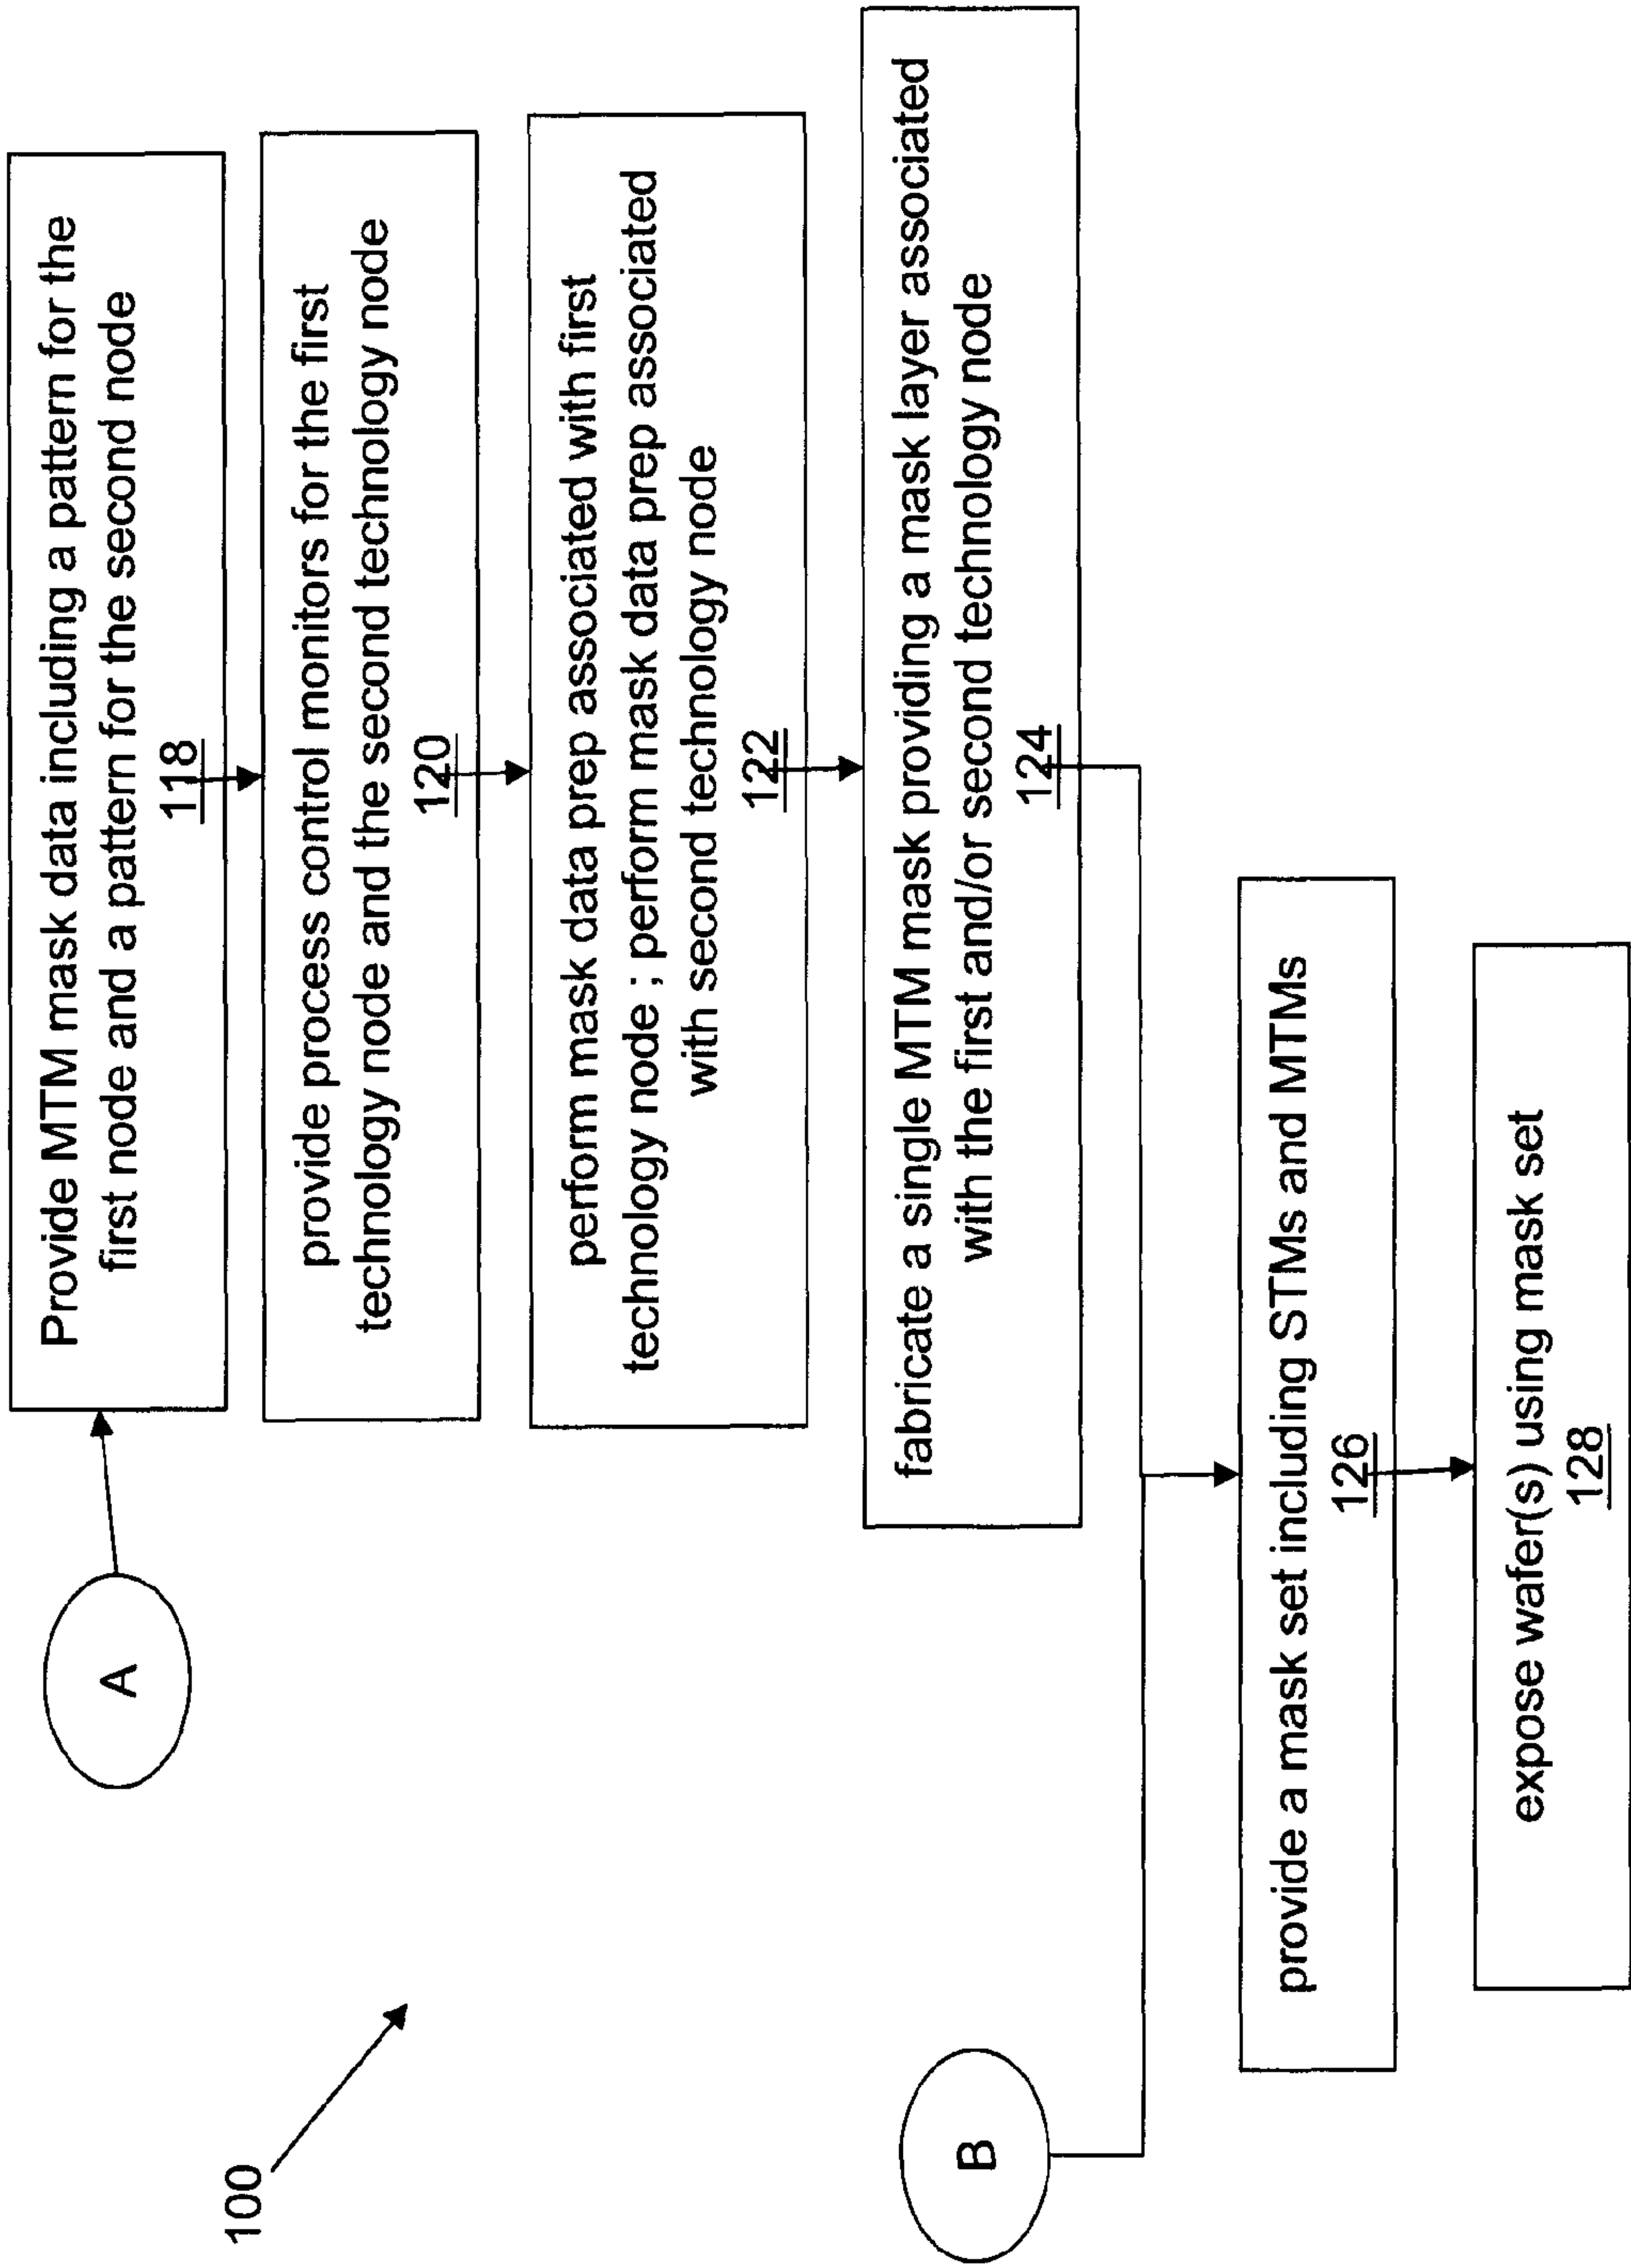 100
A
Provide MTM mask data including a pattern for the
first node and a pattern for the second node
118
provide process control monitors for the first
technology node and the second technology node
120
perform mask data prep associated with first
technology node ; perform mask data prep associated
with second technology node
122
fabricate a single MTM mask providing a mask layer associated
with the first and/or second technology node
124
B
provide a mask set including STMs and MTMs
126
expose wafer(s) using mask set
128